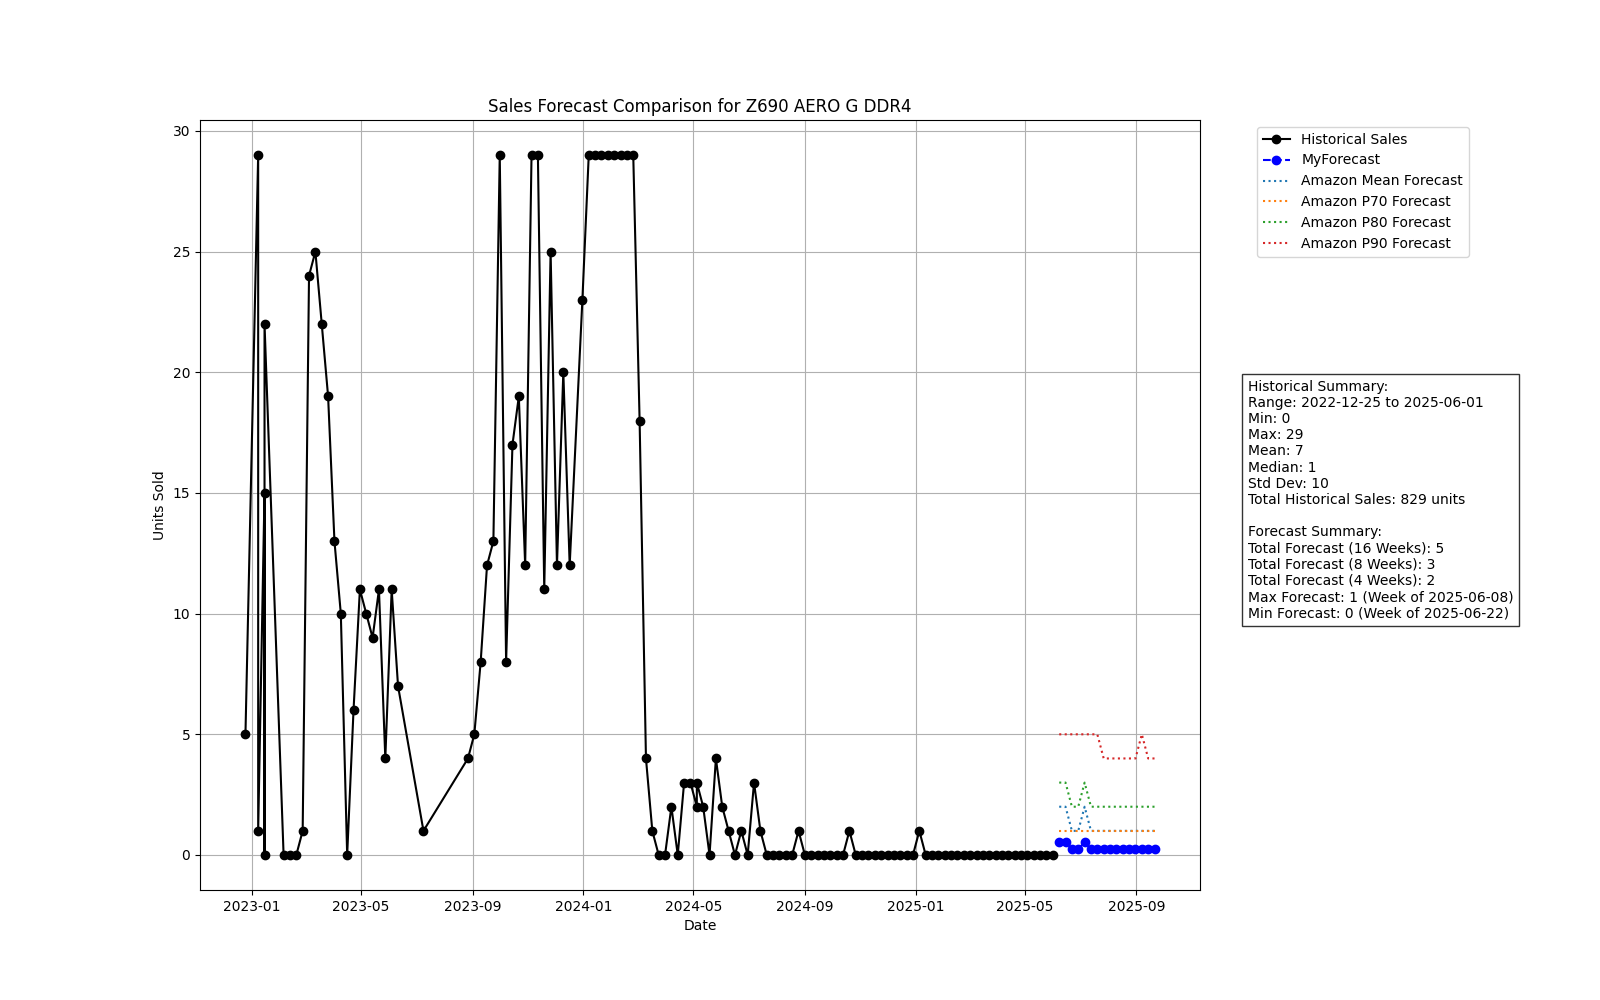 Sales Forecast Comparison for Z690 AERO G DDR4
30
25
20
15
10
5
0
Units Sold
2023-01
2023-05
2023-09
2024-01
2024-05
2024-09
2025-01
2025-05
2025-09
Date
Historical Sales
MyForecast
Amazon Mean Forecast
Amazon P70 Forecast
Amazon P80 Forecast
Amazon P90 Forecast
Historical Summary:
Range: 2022-12-25 to 2025-06-01
Min: 0
Max: 29
Mean: 7
Median: 1
Std Dev: 10
Total Historical Sales: 829 units
Forecast Summary:
Total Forecast (16 Weeks): 5
Total Forecast (8 Weeks): 3
Total Forecast (4 Weeks): 2
Max Forecast: 1 (Week of 2025-06-08)
Min Forecast: 0 (Week of 2025-06-22)